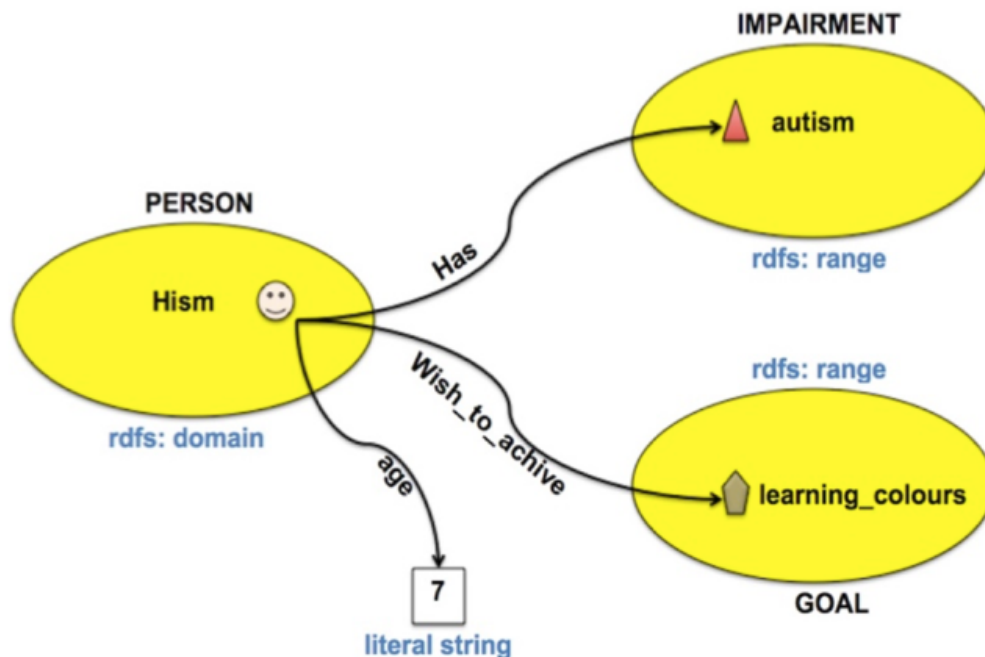 IMPAIRMENT
autism
rdfs: range
PERSON
Hism
rdfs: domain
Has
Wish_to_achive
age
7
literal string
rdfs: range
learning_colours
GOAL